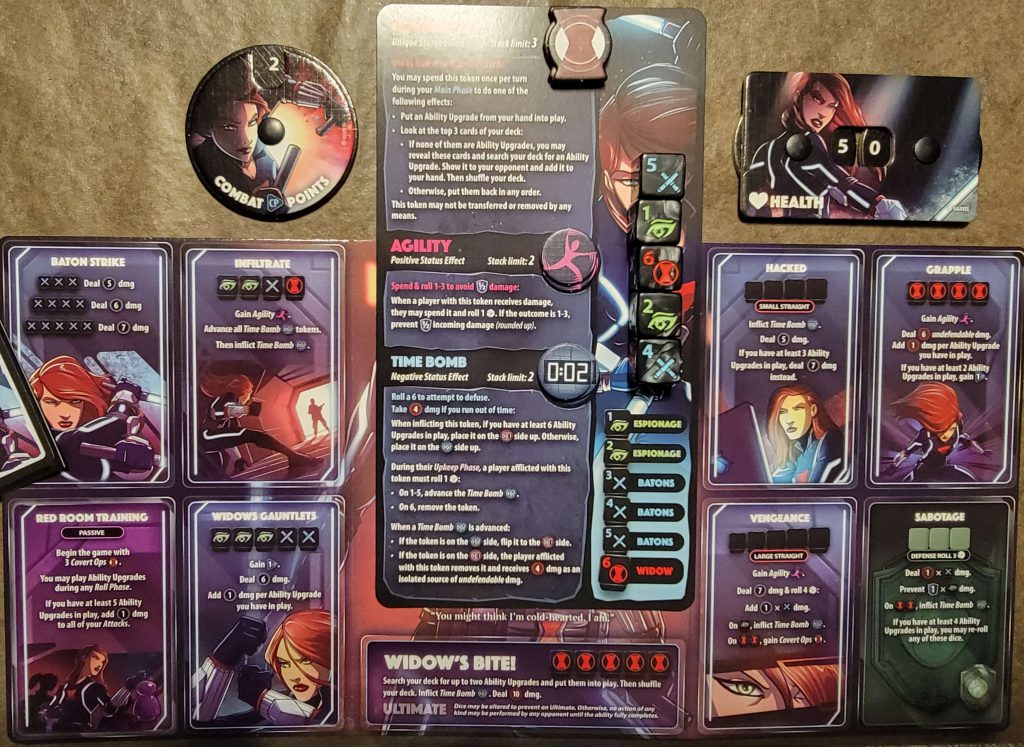 2
COMBAT CP POINTS
Unique Status Effect Stack limit: 3
You may spend this token once per turn
during your Main Phase to do one of the
following effects:
• Put an Ability Upgrade from your hand into play.
• Look at the top 3 cards of your deck:
• If none of them are Ability Upgrades, you may
reveal these cards and search your deck for an Ability
Upgrade. Show it to your opponent and add it to
your hand. Then shuffle your deck.
• Otherwise, put them back in any order.
This token may not be transferred or removed by any
means.
AGILITY
Positive Status Effect Stack limit: 2
Spend & roll 1-3 to avoid ½ damage:
When a player with this token receives damage,
they may spend it and roll 1. If the outcome is 1-3,
prevent ½ incoming damage (rounded up).
TIME BOMB
Negative Status Effect Stack limit: 2
0:02
Roll a 6 to attempt to defuse.
Take 4 dmg if you run out of time:
When inflicting this token, if you have at least 6 Ability
Upgrades in play, place it on the side up. Otherwise,
place it on the side up.
During their Upkeep Phase, a player afflicted with
this token must roll 1:
• On 1-5, advance the Time Bomb.
• On 6, remove the token.
When a Time Bomb is advanced:
• If the token is on the side, flip it to the side.
• If the token is on the side, the player afflicted
with this token removes it and receives 4 dmg as an
isolated source of undefendable dmg.
5
1
6
2
4
1 ESPIONAGE
2 ESPIONAGE
3 BATONS
4 BATONS
5 BATONS
6 WIDOW
5 0
HEALTH
MARVEL
BATON STRIKE
Deal 5 dmg
Deal 6 dmg
Deal 7 dmg
INFILTRATE
Gain Agility.
Advance all Time Bomb tokens.
Then inflict Time Bomb.
RED ROOM TRAINING
PASSIVE
Begin the game with
3 Covert Ops.
You may play Ability Upgrades
during any Roll Phase.
If you have at least 5 Ability
Upgrades in play, add 1 dmg
to all of your Attacks.
WIDOW'S GAUNTLETS
Gain 1.
Deal 6 dmg.
Add 1 dmg per Ability Upgrade
you have in play.
"You might think I'm cold-hearted. I am."
WIDOW'S BITE!
Search your deck for up to two Ability Upgrades and put them into play. Then shuffle
your deck. Inflict Time Bomb. Deal 10 dmg.
ULTIMATE
Dice may be altered to prevent an Ultimate. Otherwise, no action of any
kind may be performed by any opponent until the ability fully completes.
HACKED
SMALL STRAIGHT
Inflict Time Bomb.
Deal 5 dmg.
If you have at least 3 Ability
Upgrades in play, deal 7 dmg
instead.
GRAPPLE
Gain Agility.
Deal 6 undefendable dmg.
Add 1 dmg per Ability Upgrade
you have in play.
If you have at least 2 Ability
Upgrades in play, gain 1.
VENGEANCE
LARGE STRAIGHT
Gain Agility.
Deal 7 dmg & roll 4:
Add 1 × dmg.
On, inflict Time Bomb.
On, gain Covert Ops.
SABOTAGE
DEFENSE ROLL 3
Deal 1 × dmg.
Prevent 1 × dmg.
On, inflict Time Bomb.
If you have at least 4 Ability
Upgrades in play, you may re-roll
any of these dice.